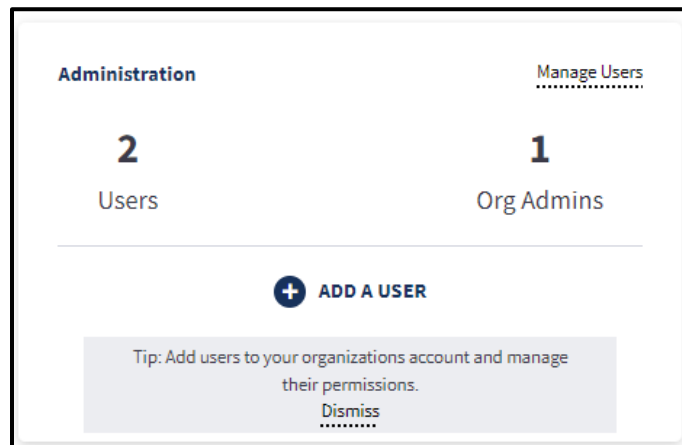 Administration
Manage Users
2
1
Users
Org Admins
ADD A USER
Tip: Add users to your organizations account and manage
their permissions.
Dismiss